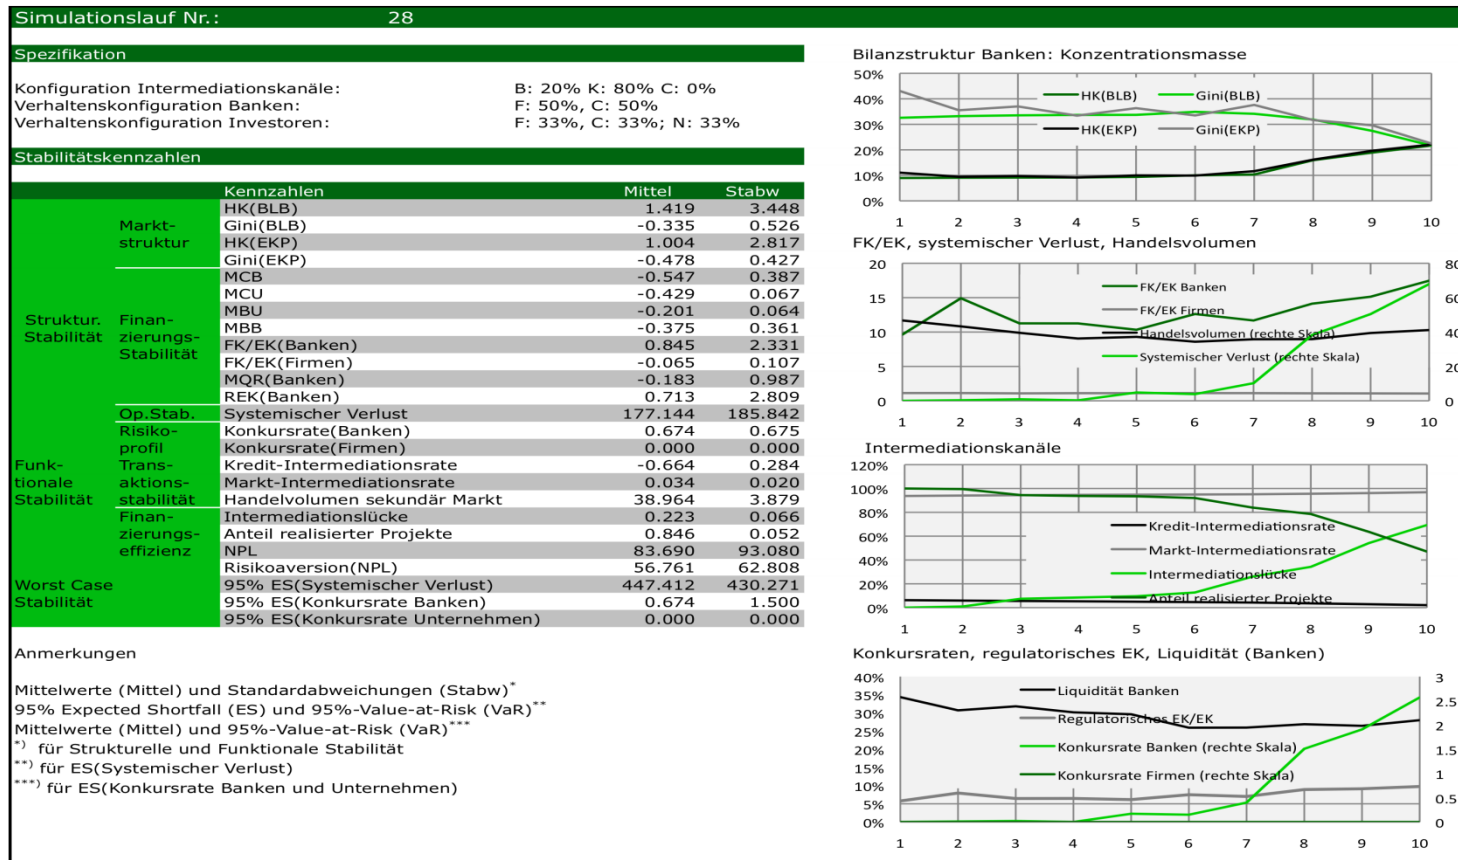 Simulationslauf Nr.: 28
Spezifikation
Konfiguration Intermediationskanäle: B: 20% K: 80% C: 0%
Verhaltenskonfiguration Banken: F: 50%, C: 50%
Verhaltenskonfiguration Investoren: F: 33%, C: 33%; N: 33%
Stabilitätskennzahlen
Kennzahlen Mittel Stabw
Struktur. Stabilität
Markt-struktur
HK(BLB) 1.419 3.448
Gini(BLB) -0.335 0.526
HK(EKP) 1.004 2.817
Gini(EKP) -0.478 0.427
Finan-zierungs-Stabilität
MCB -0.547 0.387
MCU -0.429 0.067
MBU -0.201 0.064
MBB -0.375 0.361
FK/EK(Banken) 0.845 2.331
FK/EK(Firmen) -0.065 0.107
MQR(Banken) -0.183 0.987
REK(Banken) 0.713 2.809
Op.Stab. Systemischer Verlust 177.144 185.842
Funk-tionale Stabilität
Risiko-profil
Konkursrate(Banken) 0.674 0.675
Konkursrate(Firmen) 0.000 0.000
Trans-aktions-stabilität
Kredit-Intermediationsrate -0.664 0.284
Markt-Intermediationsrate 0.034 0.020
Handelvolumen sekundär Markt 38.964 3.879
Finan-zierungs-effizienz
Intermediationslücke 0.223 0.066
Anteil realisierter Projekte 0.846 0.052
NPL 83.690 93.080
Risikoaversion(NPL) 56.761 62.808
Worst Case Stabilität
95% ES(Systemischer Verlust) 447.412 430.271
95% ES(Konkursrate Banken) 0.674 1.500
95% ES(Konkursrate Unternehmen) 0.000 0.000
Anmerkungen
Mittelwerte (Mittel) und Standardabweichungen (Stabw)*
95% Expected Shortfall (ES) und 95%-Value-at-Risk (VaR)**
Mittelwerte (Mittel) und 95%-Value-at-Risk (VaR)***
*) für Strukturelle und Funktionale Stabilität
**) für ES(Systemischer Verlust)
***) für ES(Konkursrate Banken und Unternehmen)
Bilanzstruktur Banken: Konzentrationsmasse
50%
40%
30%
20%
10%
0%
HK(BLB) Gini(BLB)
HK(EKP) Gini(EKP)
1 2 3 4 5 6 7 8 9 10
FK/EK, systemischer Verlust, Handelsvolumen
20 80
15 60
10 40
5 20
0 0
FK/EK Banken
FK/EK Firmen
Handelsvolumen (rechte Skala)
Systemischer Verlust (rechte Skala)
1 2 3 4 5 6 7 8 9 10
Intermediationskanäle
120%
100%
80%
60%
40%
20%
0%
Kredit-Intermediationsrate
Markt-Intermediationsrate
Intermediationslücke
Anteil realisierter Projekte
1 2 3 4 5 6 7 8 9 10
Konkursraten, regulatorisches EK, Liquidität (Banken)
40%
35%
30%
25%
20%
15%
10%
5%
0%
3
2.5
2
1.5
1
0.5
0
Liquidität Banken
Regulatorisches EK/EK
Konkursrate Banken (rechte Skala)
Konkursrate Firmen (rechte Skala)
1 2 3 4 5 6 7 8 9 10